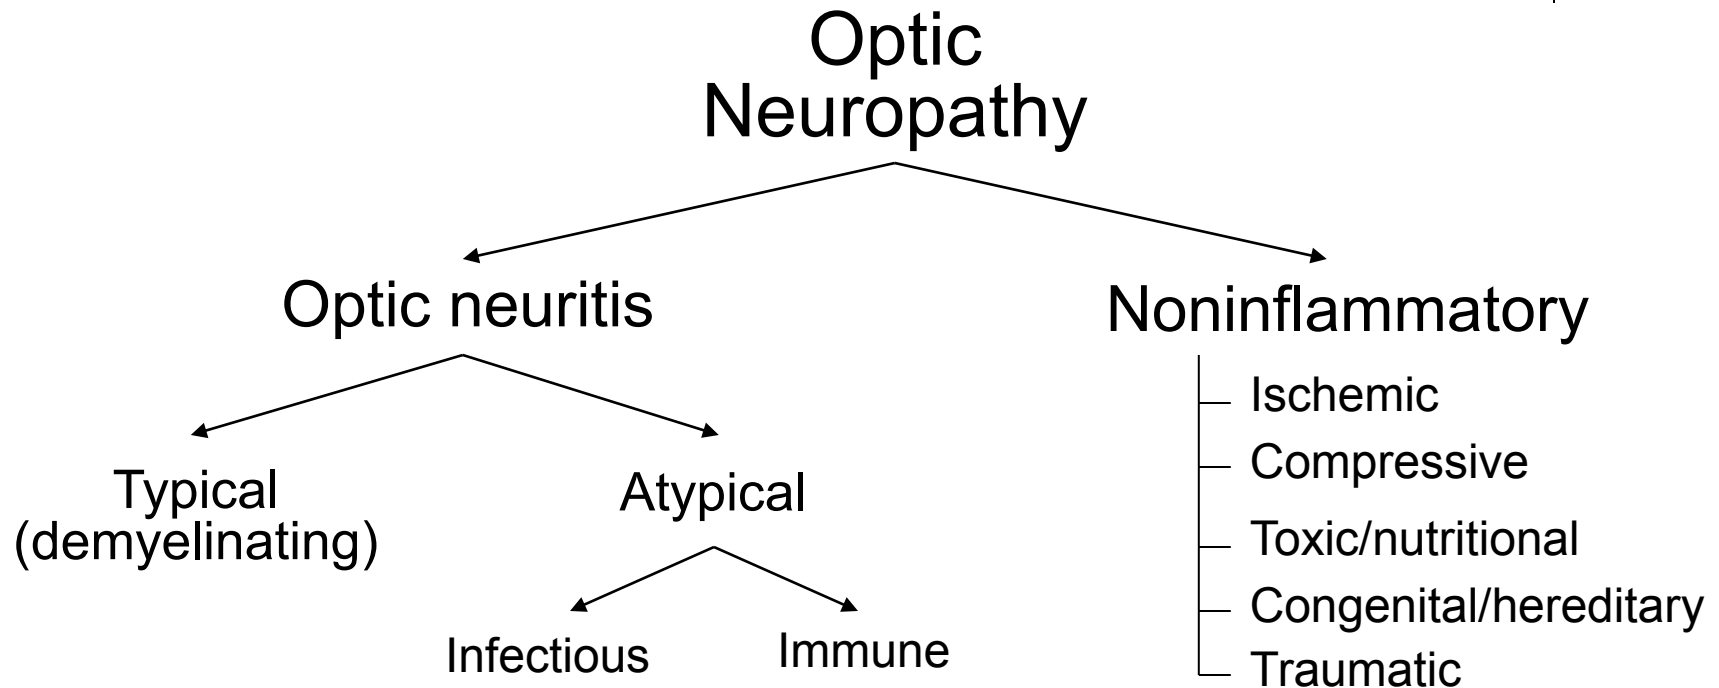 Optic
Neuropathy
Optic neuritis
Noninflammatory
Typical
(demyelinating)
Atypical
Infectious
Immune
Ischemic
Compressive
Toxic/nutritional
Congenital/hereditary
Traumatic